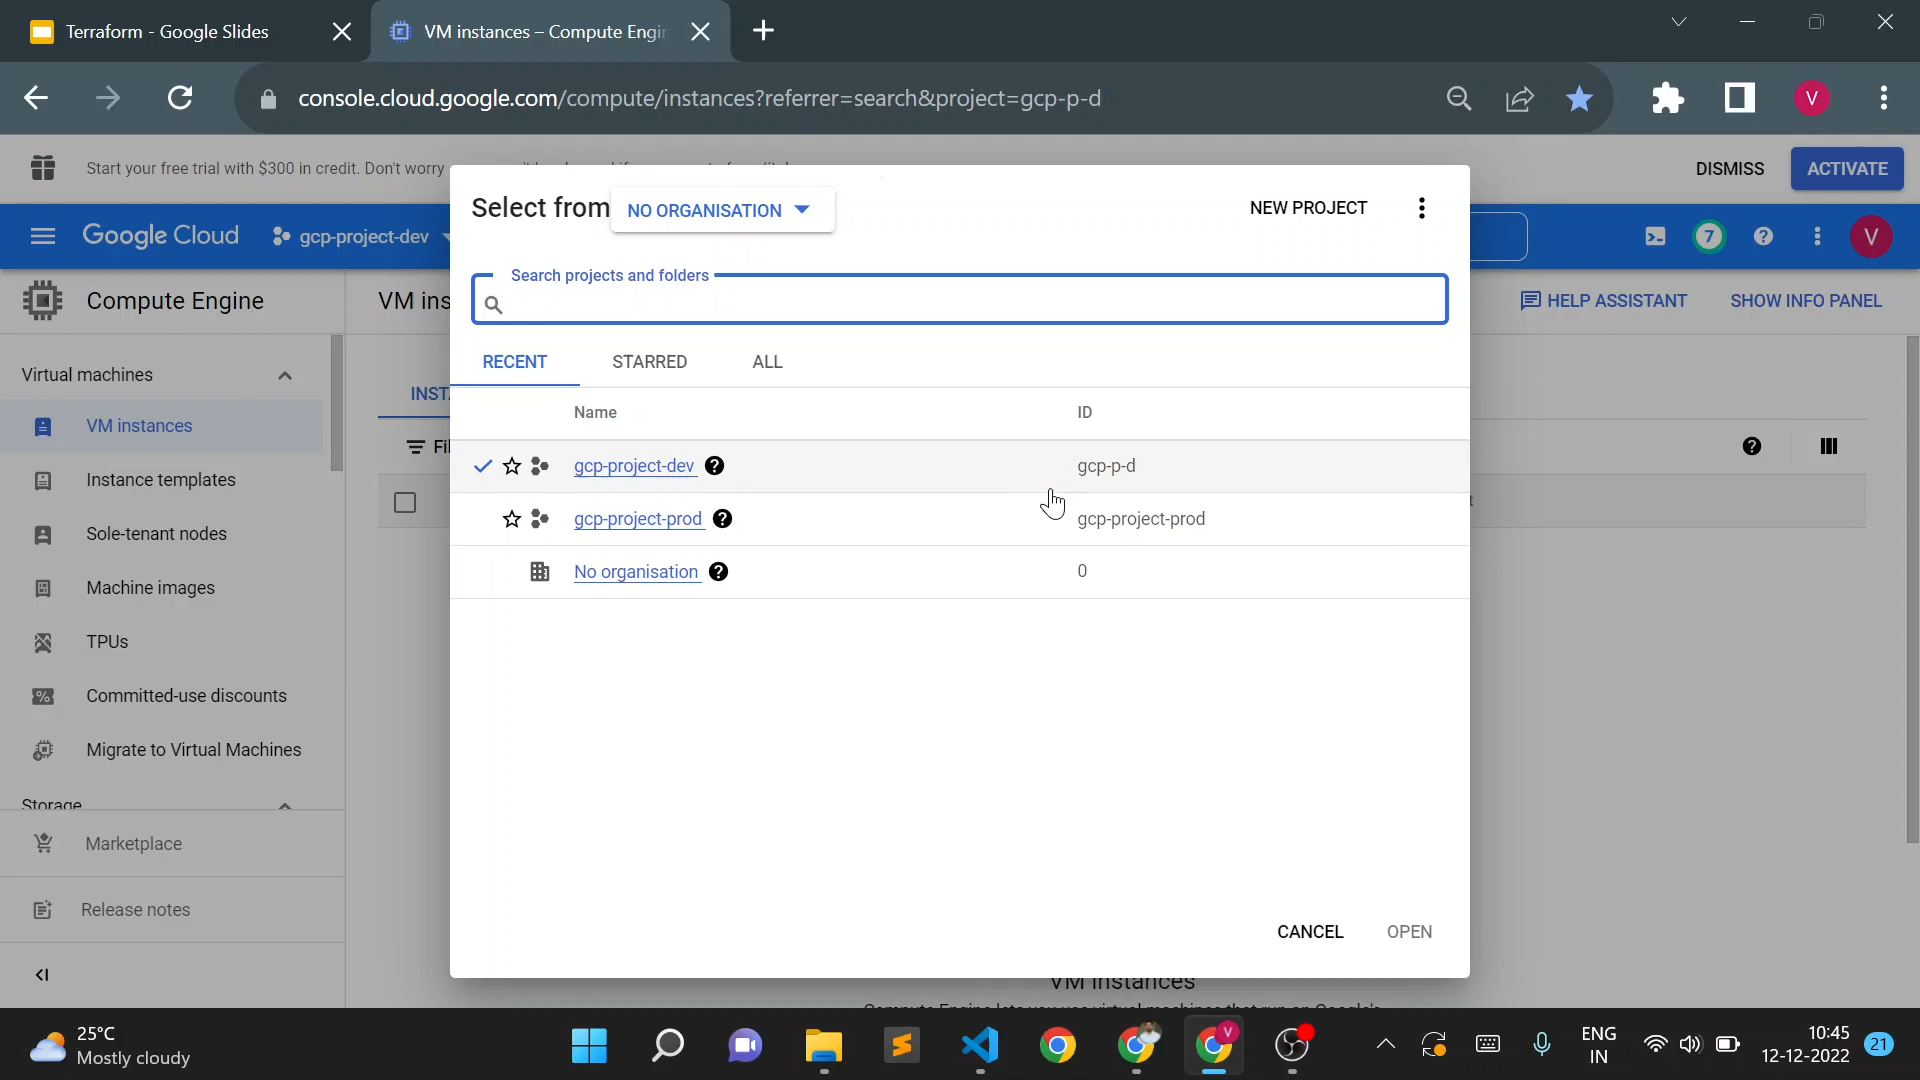 Terraform - Google Slides
VM instances – Compute Engin
console.cloud.google.com/compute/instances?referrer=search&project=gcp-p-d
V
Start your free trial with $300 in credit. Don't worry
DISMISS
ACTIVATE
Google Cloud
gcp-project-dev
7
V
Compute Engine
VM ins
HELP ASSISTANT
SHOW INFO PANEL
Virtual machines
VM instances
Instance templates
Sole-tenant nodes
Machine images
TPUs
Committed-use discounts
Migrate to Virtual Machines
Storage
Marketplace
Release notes
INST
Fil
Select from
NO ORGANISATION
NEW PROJECT
Search projects and folders
RECENT
STARRED
ALL
Name
ID
gcp-project-dev
gcp-p-d
gcp-project-prod
gcp-project-prod
No organisation
0
CANCEL
OPEN
VM Instances
25°C
Mostly cloudy
V
ENG
IN
10:45
12-12-2022
21